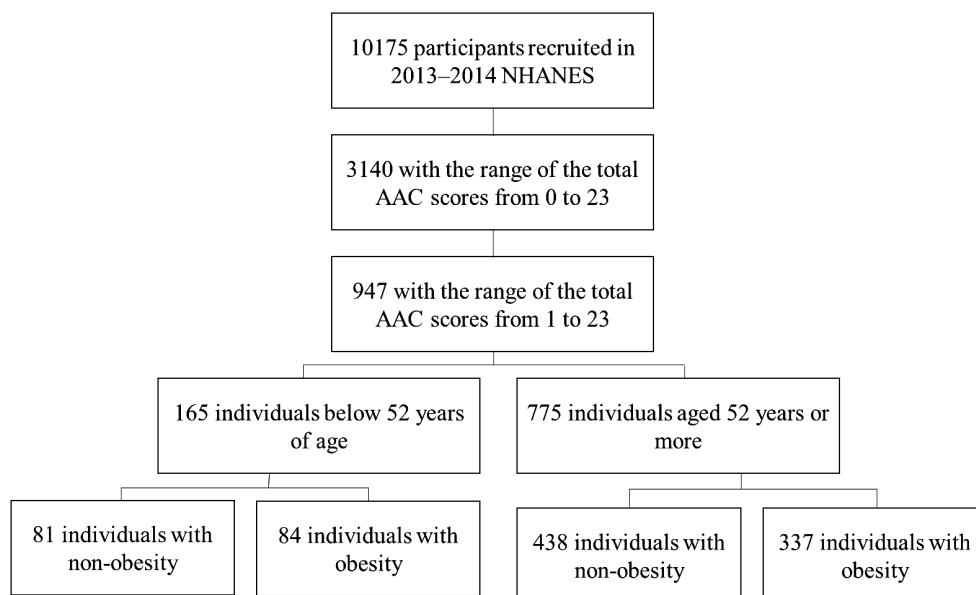 10175 participants recruited in
2013–2014 NHANES
3140 with the range of the total
AAC scores from 0 to 23
947 with the range of the total
AAC scores from 1 to 23
165 individuals below 52 years
of age
775 individuals aged 52 years or
more
81 individuals with
non-obesity
84 individuals with
obesity
438 individuals with
non-obesity
337 individuals with
obesity